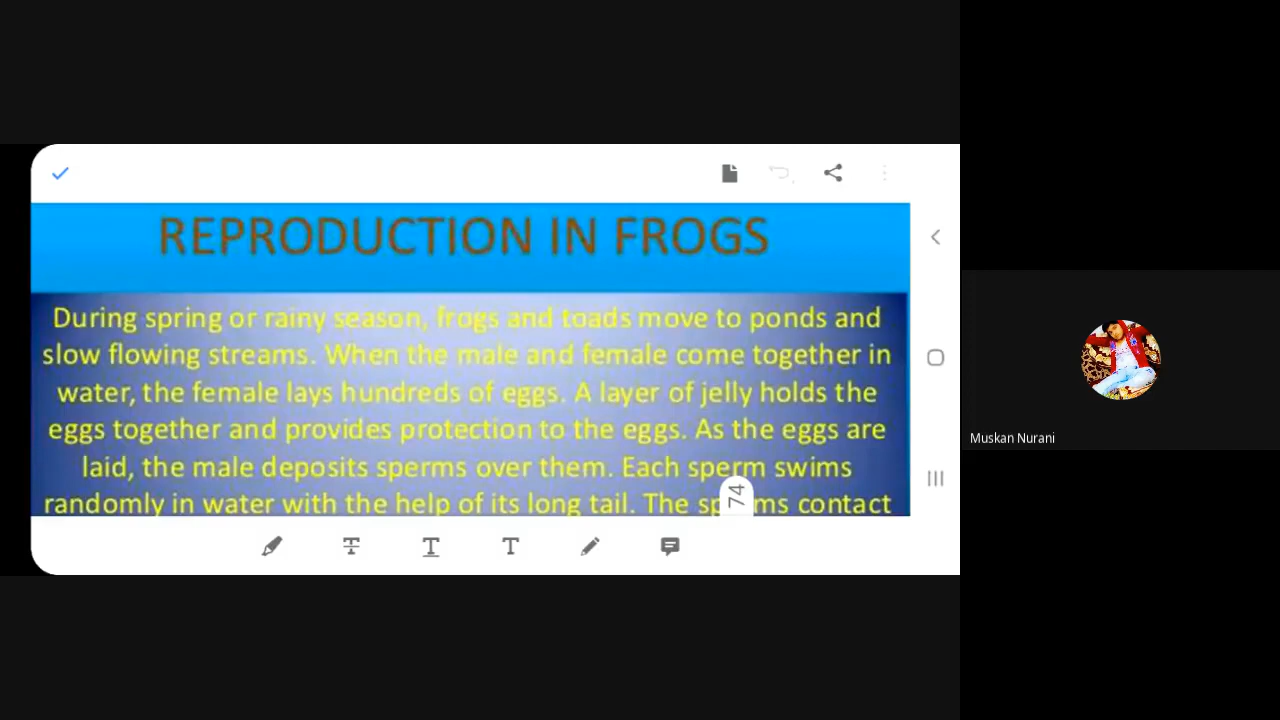 REPRODUCTION IN FROGS
During spring or rainy season, frogs and toads move to ponds and
slow flowing streams. When the male and female come together in
water, the female lays hundreds of eggs. A layer of jelly holds the
eggs together and provides protection to the eggs. As the eggs are
laid, the male deposits sperms over them. Each sperm swims
randomly in water with the help of its long tail. The contact
74
Muskan Nurani